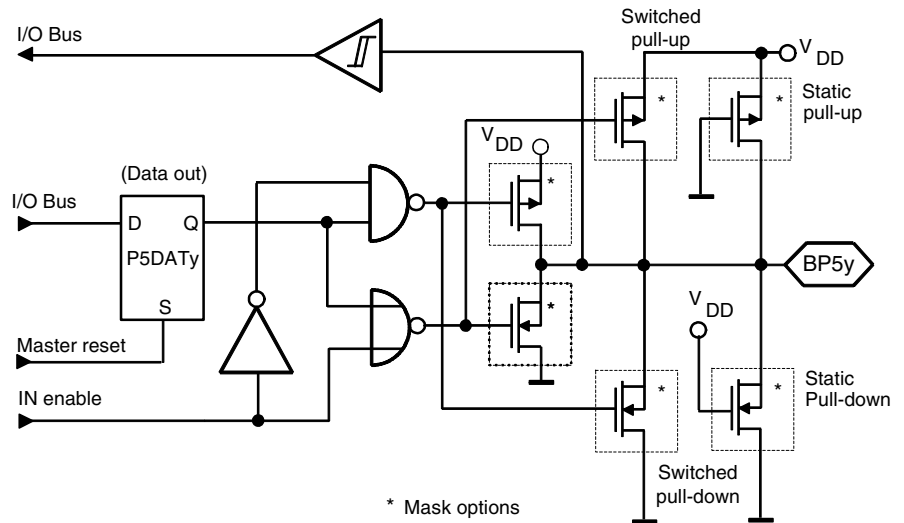 I/O Bus
Switched
pull-up
V DD
*
*
Static
pull-up
V DD
*
(Data out)
I/O Bus
D
Q
P5DATy
S
BP5y
*
V DD
Master reset
IN enable
*
*
Static
Pull-down
Switched
pull-down
* Mask options